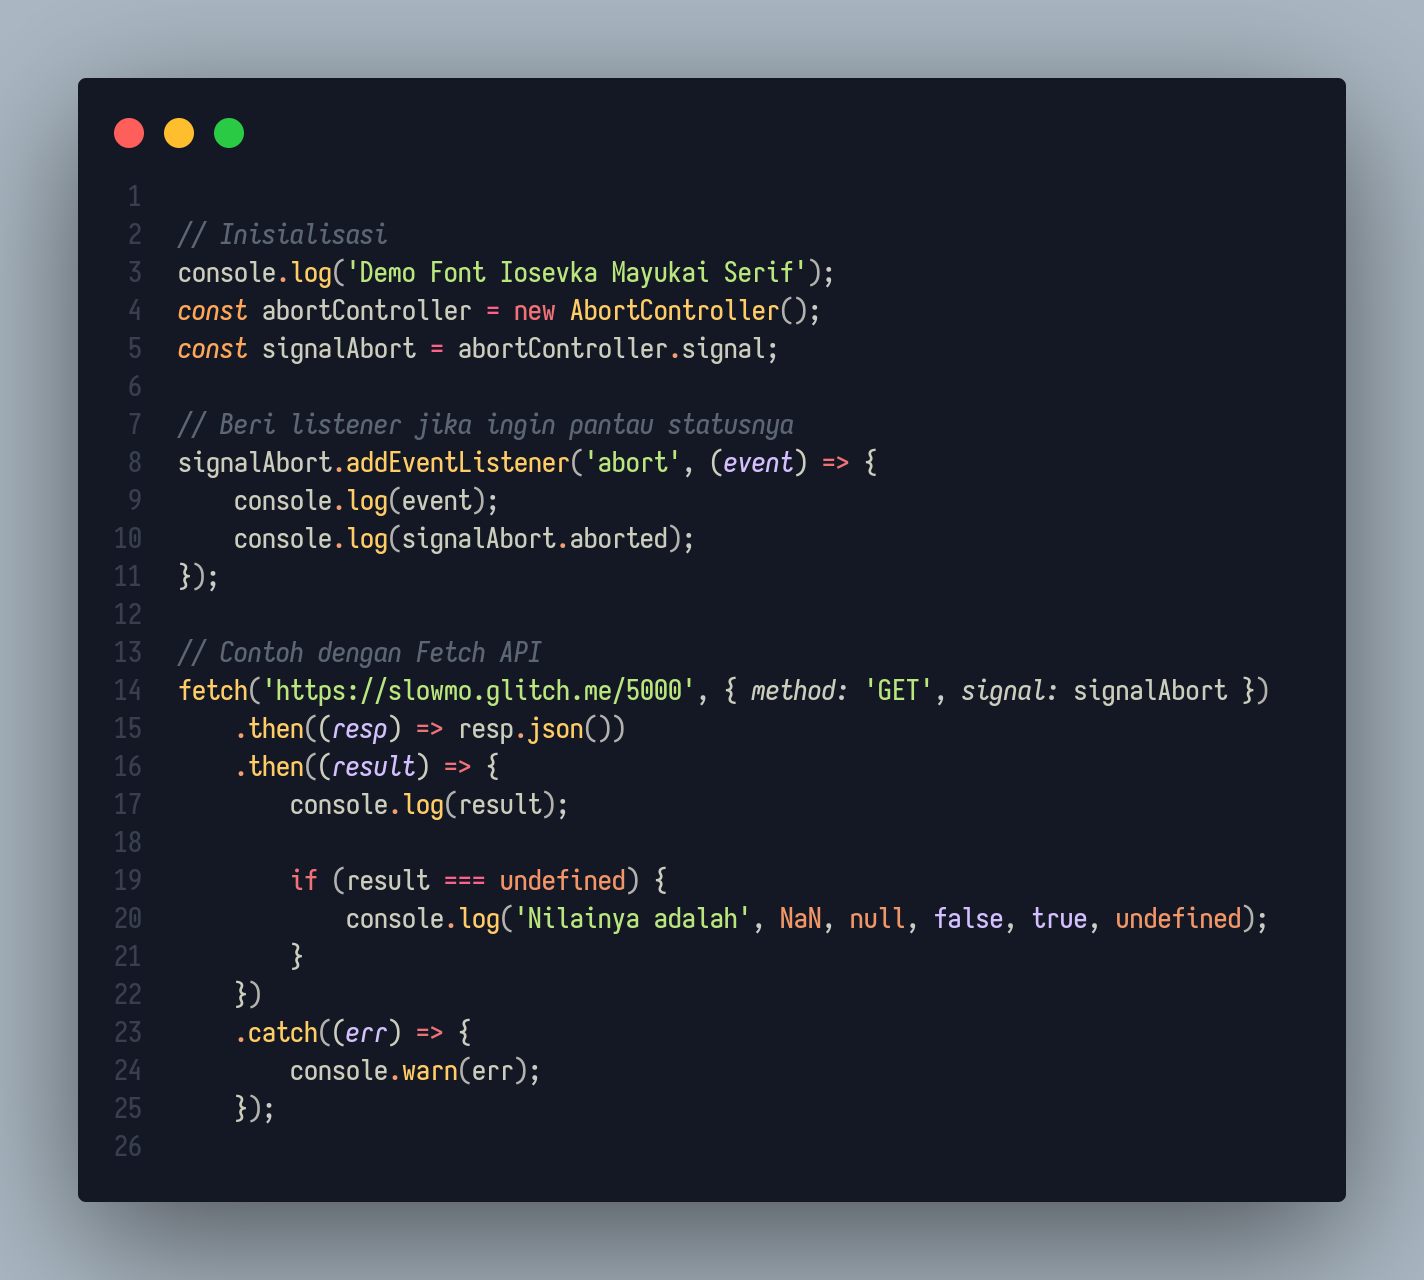 1
2 // Inisialisasi
3 console.log('Demo Font Iosevka Mayukai Serif');
4 const abortController = new AbortController();
5 const signalAbort = abortController.signal;
6
7 // Beri listener jika ingin pantau statusnya
8 signalAbort.addEventListener('abort', (event) => {
9     console.log(event);
10     console.log(signalAbort.aborted);
11 });
12
13 // Contoh dengan Fetch API
14 fetch('https://slowmo.glitch.me/5000', { method: 'GET', signal: signalAbort })
15     .then((resp) => resp.json())
16     .then((result) => {
17         console.log(result);
18
19         if (result === undefined) {
20             console.log('Nilainya adalah', NaN, null, false, true, undefined);
21         }
22     })
23     .catch((err) => {
24         console.warn(err);
25     });
26